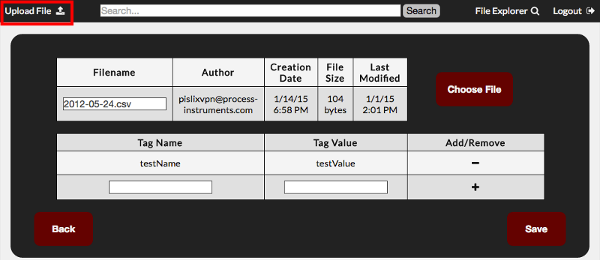 Upload File
Search...
Search
File Explorer
Logout
Filename Author Creation Date File Size Last Modified
2012-05-24.csv pislixvpn@process-instruments.com 1/14/15 6:58 PM 104 bytes 1/1/15 2:01 PM
Choose File
Tag Name Tag Value Add/Remove
testName testValue −
+
Back
Save